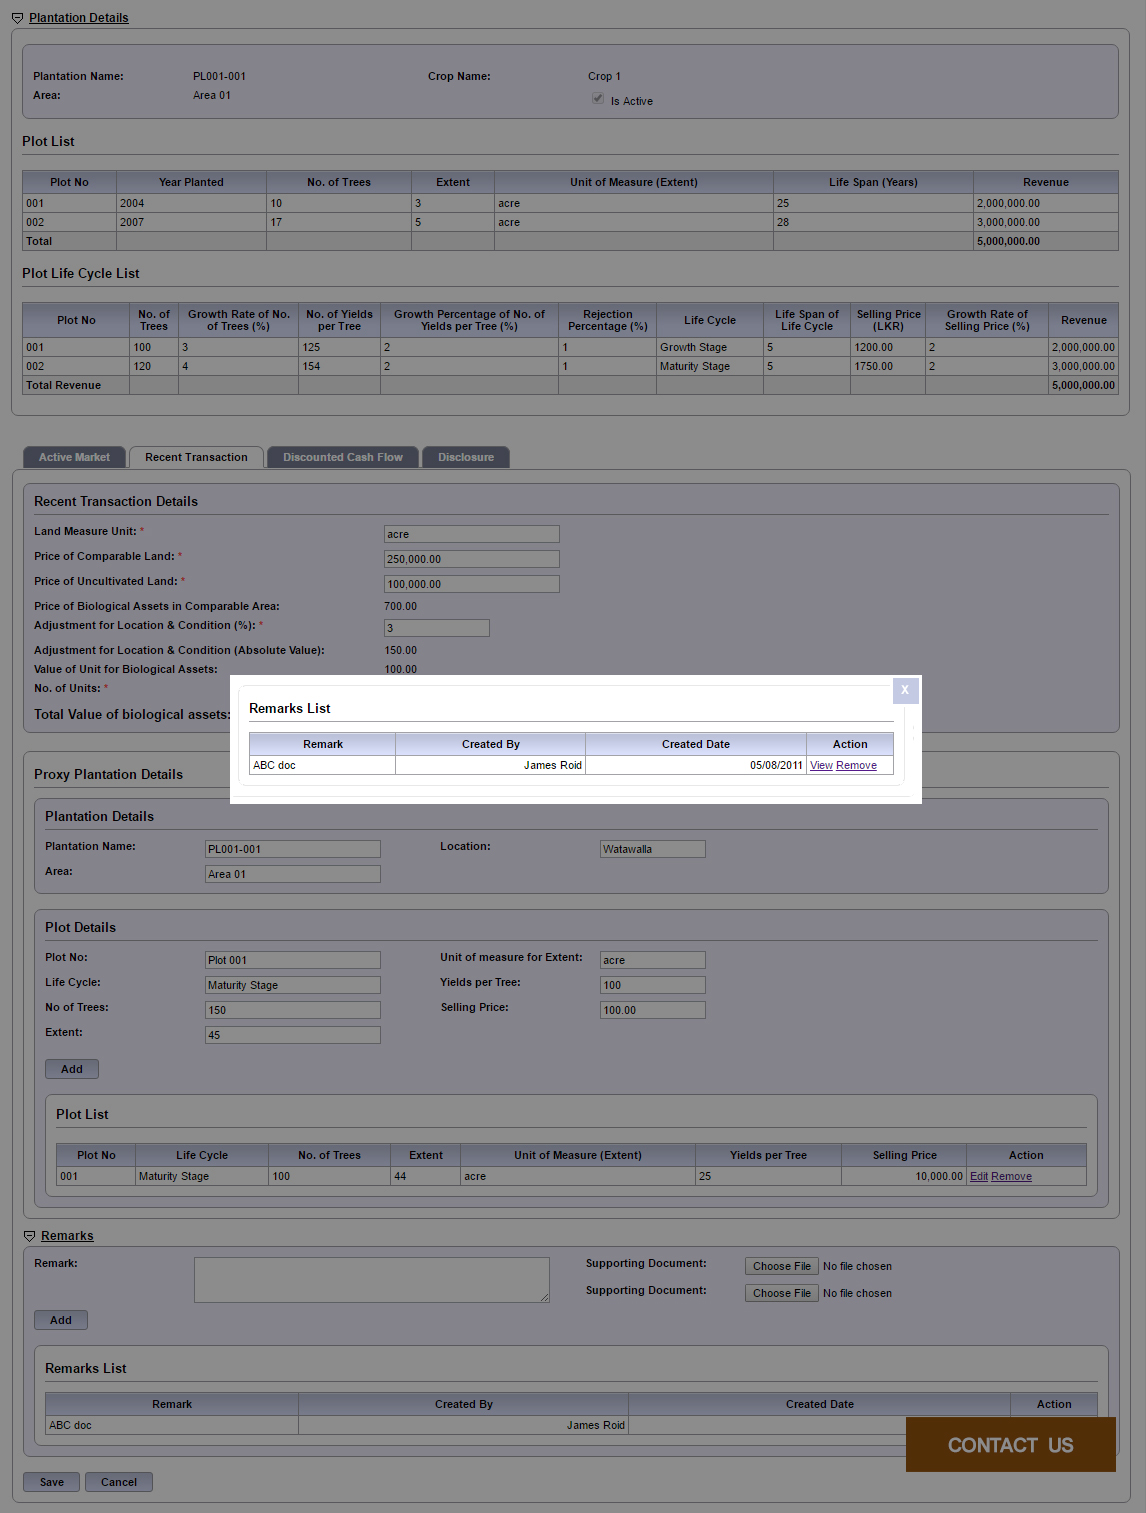 Plantation Details
Plantation Name: PL001-001 Crop Name: Crop 1
Area: Area 01 Is Active
Plot List
Plot No Year Planted No. of Trees Extent Unit of Measure (Extent) Life Span (Years) Revenue
001 2004 10 3 acre 25 2,000,000.00
002 2007 17 5 acre 28 3,000,000.00
Total 5,000,000.00
Plot Life Cycle List
Plot No No. of Trees Growth Rate of No. of Trees (%) No. of Yields per Tree Growth Percentage of No. of Yields per Tree (%) Rejection Percentage (%) Life Cycle Life Span of Life Cycle Selling Price (LKR) Growth Rate of Selling Price (%) Revenue
001 100 3 125 2 1 Growth Stage 5 1200.00 2 2,000,000.00
002 120 4 154 2 1 Maturity Stage 5 1750.00 2 3,000,000.00
Total Revenue 5,000,000.00
Active Market Recent Transaction Discounted Cash Flow Disclosure
Recent Transaction Details
Land Measure Unit: * acre
Price of Comparable Land: * 250,000.00
Price of Uncultivated Land: * 100,000.00
Price of Biological Assets in Comparable Area: 700.00
Adjustment for Location & Condition (%): * 3
Adjustment for Location & Condition (Absolute Value): 150.00
Value of Unit for Biological Assets: 100.00
No. of Units: *
Total Value of biological assets:
X
Remarks List
Remark Created By Created Date Action
ABC doc James Roid 05/08/2011 View Remove
Proxy Plantation Details
Plantation Details
Plantation Name: PL001-001 Location: Watawalla
Area: Area 01
Plot Details
Plot No: Plot 001 Unit of measure for Extent: acre
Life Cycle: Maturity Stage Yields per Tree: 100
No of Trees: 150 Selling Price: 100.00
Extent: 45
Add
Plot List
Plot No Life Cycle No. of Trees Extent Unit of Measure (Extent) Yields per Tree Selling Price Action
001 Maturity Stage 100 44 acre 25 10,000.00 Edit Remove
Remarks
Remark: Supporting Document: Choose File No file chosen
Supporting Document: Choose File No file chosen
Add
Remarks List
Remark Created By Created Date Action
ABC doc James Roid
CONTACT US
Save Cancel